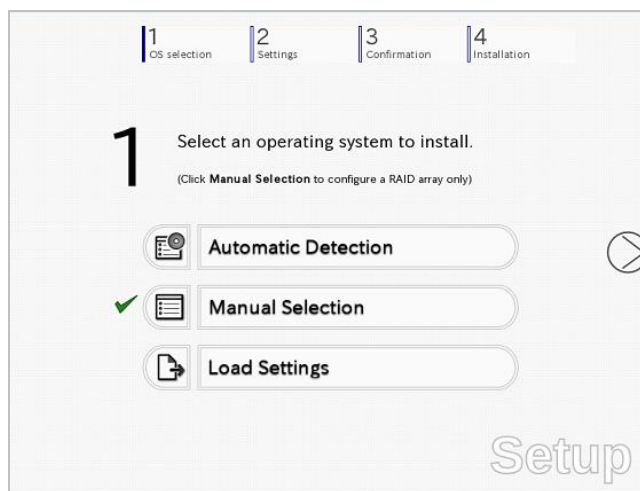 1
OS selection
2
Settings
3
Confirmation
4
Installation
1
Select an operating system to install.
(Click Manual Selection to configure a RAID array only)
Automatic Detection
Manual Selection
Load Settings
Setup